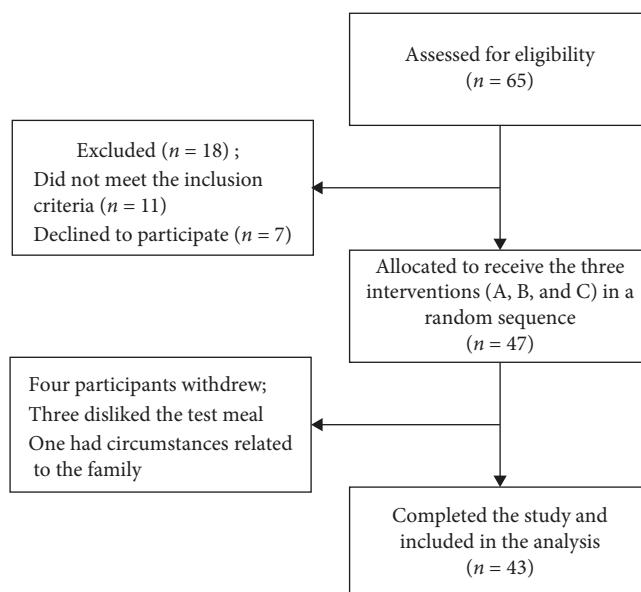 Assessed for eligibility
(n = 65)
Excluded (n = 18) ;
Did not meet the inclusion
criteria (n = 11)
Declined to participate (n = 7)
Allocated to receive the three
interventions (A, B, and C) in a
random sequence
(n = 47)
Four participants withdrew;
Three disliked the test meal
One had circumstances related
to the family
Completed the study and
included in the analysis
(n = 43)